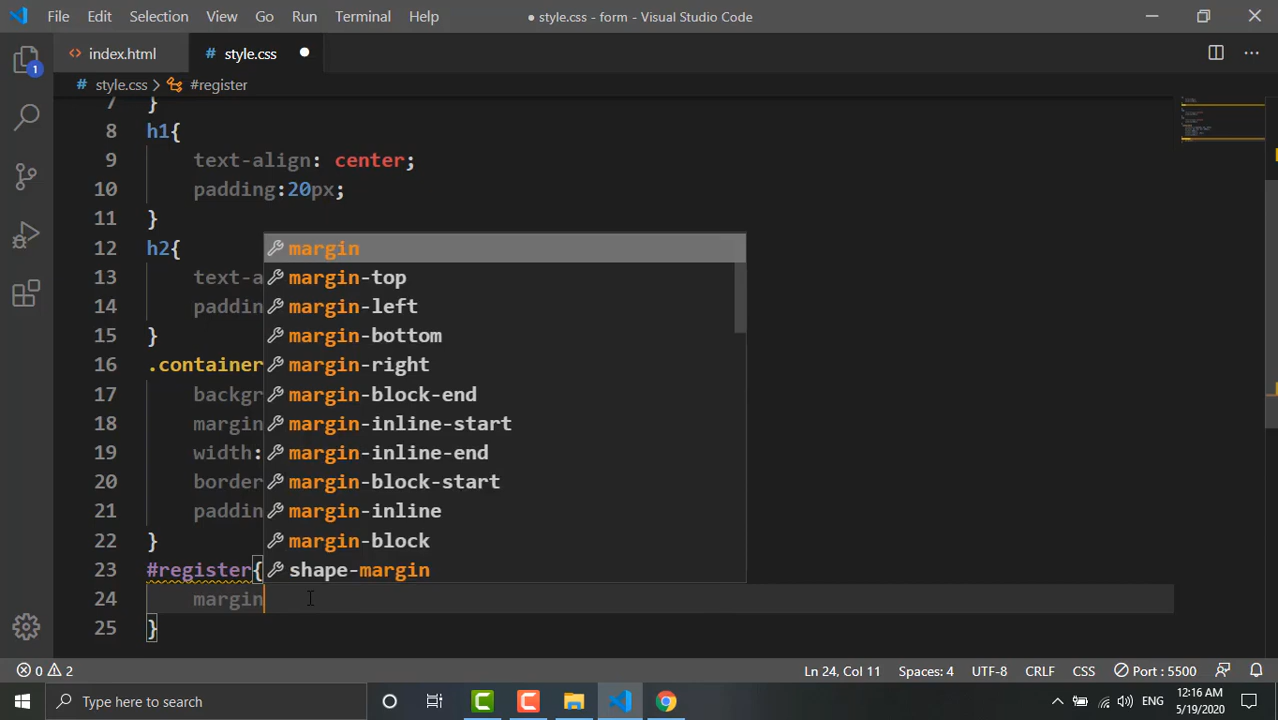 File Edit Selection View Go Run Terminal Help ● style.css - form - Visual Studio Code
<> index.html # style.css ●
# style.css > #register ···
1
7 }
8 h1{
9 text-align: center;
10 padding:20px;
11 }
12 h2{
margin
13 text-a
margin-top
14 paddin
margin-left
15 }
margin-bottom
16 .container
margin-right
17 backgr
margin-block-end
18 margin
margin-inline-start
19 width:
margin-inline-end
20 border
margin-block-start
21 paddin
margin-inline
22 }
margin-block
23 #register{
shape-margin
24 margin
25 }
0 2 Ln 24, Col 11 Spaces: 4 UTF-8 CRLF CSS Port : 5500
Type here to search ENG 12:16 AM
5/19/2020